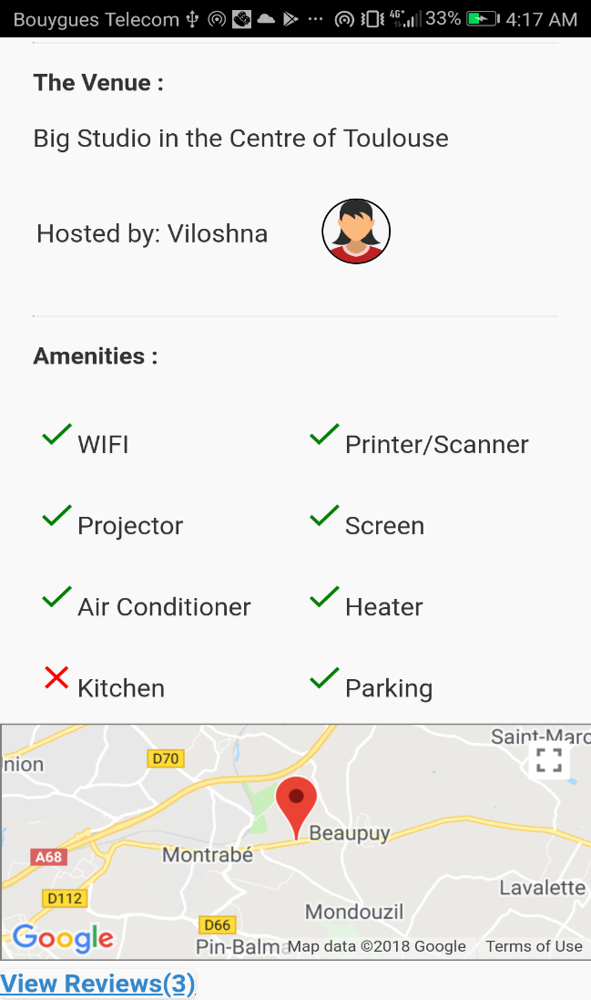 Bouygues Telecom 4G+ 33% 4:17 AM
The Venue :
Big Studio in the Centre of Toulouse
Hosted by: Viloshna
Amenities :
WIFI Printer/Scanner
Projector Screen
Air Conditioner Heater
Kitchen Parking
Saint-Marc
nion D70
Beaupuy
A68 Montrabé
Lavalette
D112
Mondouzil
D66
Google Pin-Balma Map data ©2018 Google Terms of Use
View Reviews(3)